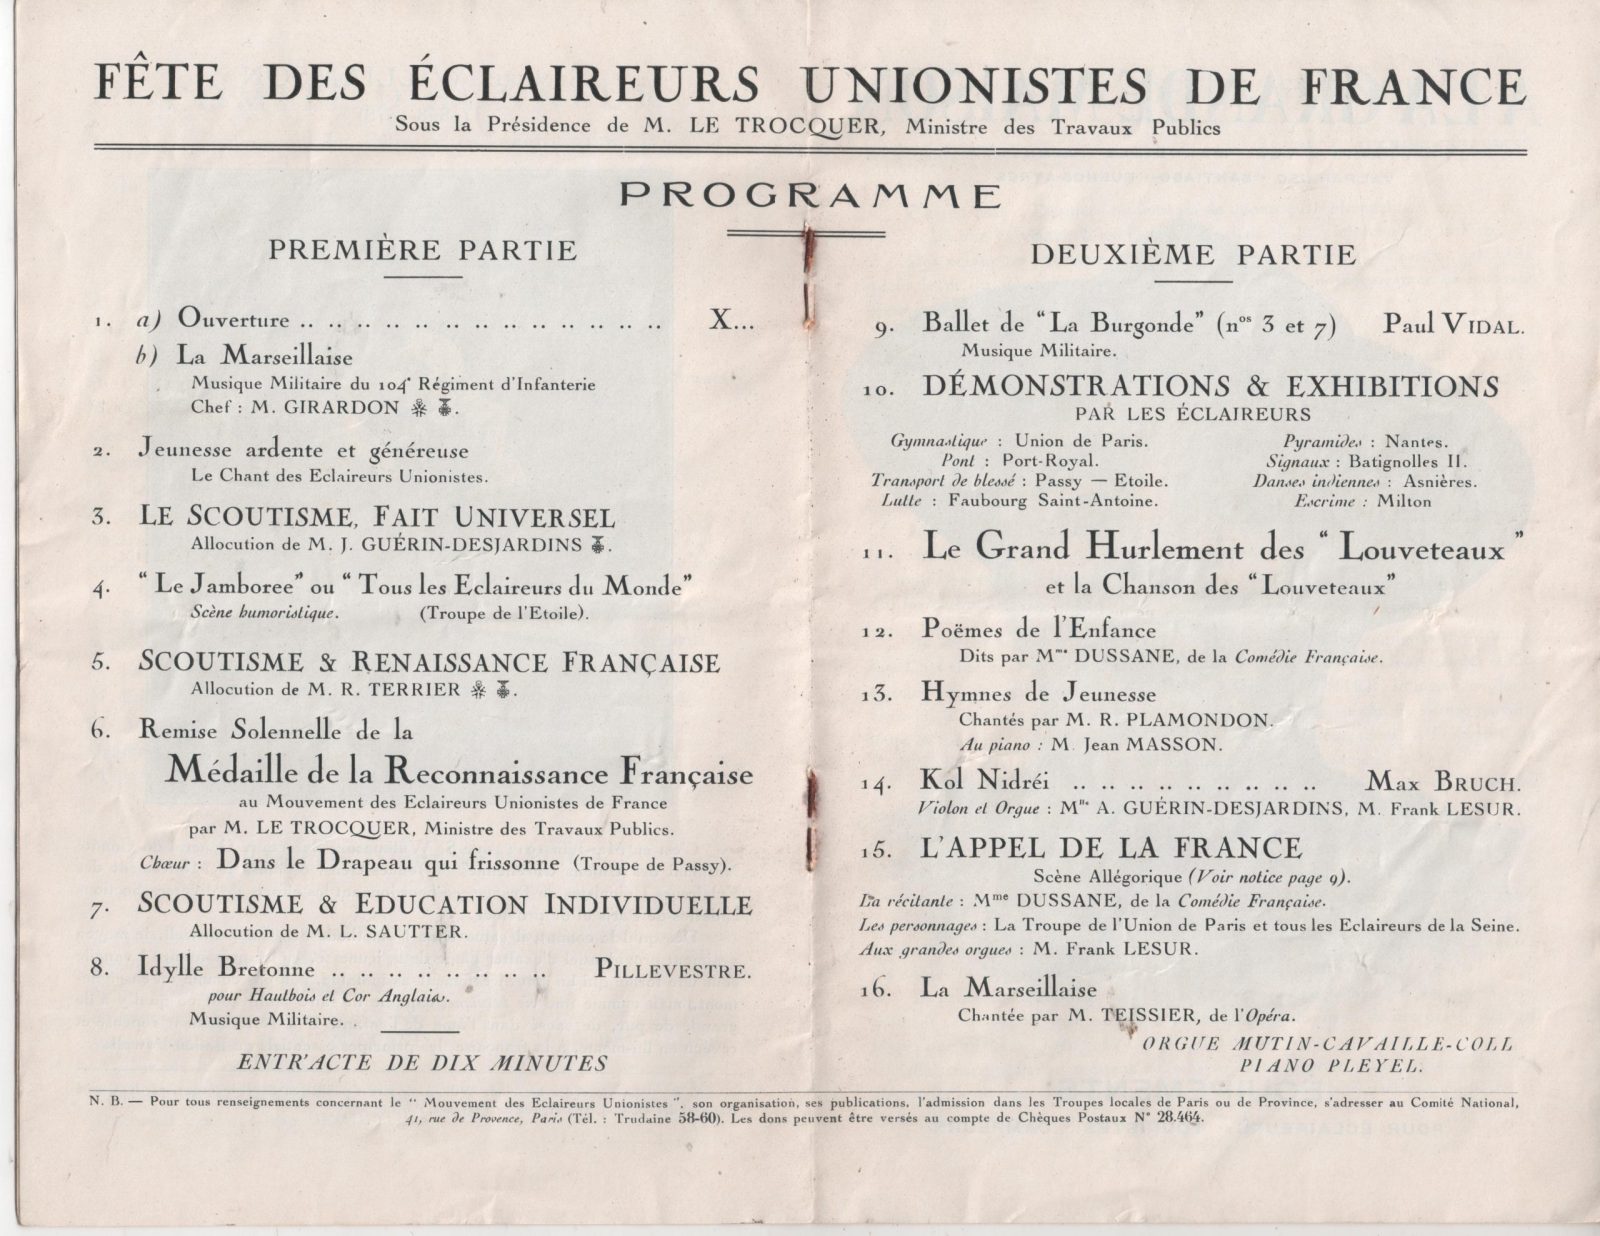 FÊTE DES ÉCLAIREURS UNIONISTES DE FRANCE
Sous la Présidence de M. LE TROCQUER, Ministre des Travaux Publics
PROGRAMME
PREMIÈRE PARTIE
1. a) Ouverture .. .. .. .. .. .. .. .. .. .. .. .. X...
b) La Marseillaise
Musique Militaire du 104e Régiment d'Infanterie
Chef : M. GIRARDON
2. Jeunesse ardente et généreuse
Le Chant des Eclaireurs Unionistes.
3. LE SCOUTISME, FAIT UNIVERSEL
Allocution de M. J. GUÉRIN-DESJARDINS
4. “Le Jamboree” ou “Tous les Eclaireurs du Monde”
Scène humoristique. (Troupe de l'Etoile).
5. SCOUTISME & RENAISSANCE FRANÇAISE
Allocution de M. R. TERRIER
6. Remise Solennelle de la
Médaille de la Reconnaissance Française
au Mouvement des Eclaireurs Unionistes de France
par M. LE TROCQUER, Ministre des Travaux Publics.
Chœur : Dans le Drapeau qui frissonne (Troupe de Passy).
7. SCOUTISME & EDUCATION INDIVIDUELLE
Allocution de M. L. SAUTTER.
8. Idylle Bretonne .. .. .. .. .. .. .. .. PILLEVESTRE.
pour Hautbois et Cor Anglais.
Musique Militaire.
ENTR'ACTE DE DIX MINUTES
DEUXIÈME PARTIE
9. Ballet de “La Burgonde” (nos 3 et 7) Paul VIDAL.
Musique Militaire.
10. DÉMONSTRATIONS & EXHIBITIONS
PAR LES ÉCLAIREURS
Gymnastique : Union de Paris. Pyramides : Nantes.
Pont : Port-Royal. Signaux : Batignolles II.
Transport de blessé : Passy — Etoile. Danses indiennes : Asnières.
Lutte : Faubourg Saint-Antoine. Escrime : Milton
11. Le Grand Hurlement des “Louveteaux”
et la Chanson des “Louveteaux”
12. Poëmes de l'Enfance
Dits par Mme DUSSANE, de la Comédie Française.
13. Hymnes de Jeunesse
Chantés par M. R. PLAMONDON.
Au piano : M. Jean MASSON.
14. Kol Nidréi .. .. .. .. .. .. .. .. .. Max BRUCH.
Violon et Orgue : A. GUÉRIN-DESJARDINS, M. Frank LESUR.
15. L'APPEL DE LA FRANCE
Scène Allégorique (Voir notice page 9).
La récitante : Mme DUSSANE, de la Comédie Française.
Les personnages : La Troupe de l'Union de Paris et tous les Eclaireurs de la Seine.
Aux grandes orgues : M. Frank LESUR.
16. La Marseillaise
Chantée par M. TEISSIER, de l'Opéra.
ORGUE MUTIN-CAVAILLE-COLL
PIANO PLEYEL.
N. B. — Pour tous renseignements concernant le “Mouvement des Eclaireurs Unionistes”, son organisation, ses publications, l'admission dans les Troupes locales de Paris ou de Province, s'adresser au Comité National,
41, rue de Provence, Paris (Tél. : Trudaine 58-60). Les dons peuvent être versés au compte de Chèques Postaux N° 28.464.